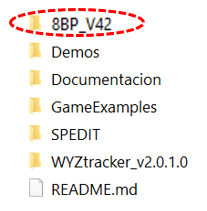 8BP_V42
Demos
Documentacion
GameExamples
SPEDIT
WYZtracker_v2.0.1.0
README.md